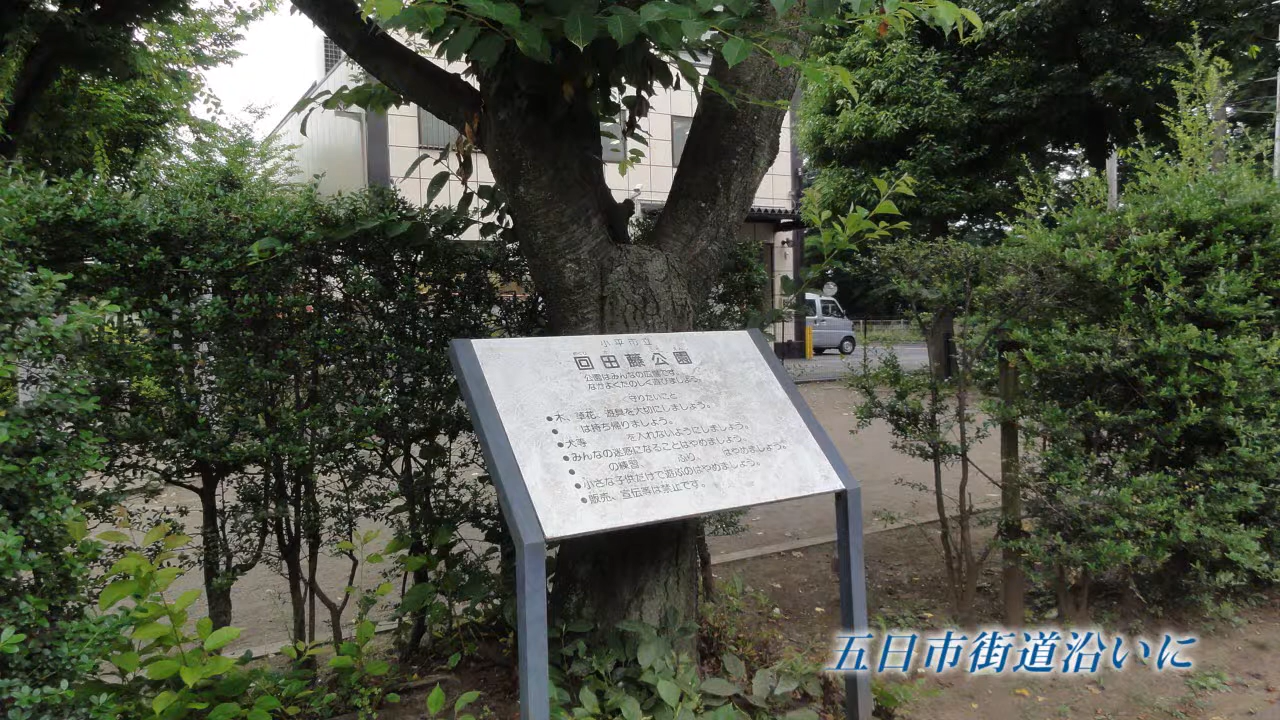 小平市立
回田藤公園
公園はみんなの広場です。
なかよくたのしく遊びましょう。
守りたいこと
●木、草花、遊具を大切にしましょう。
● は持ち帰りましょう。
●犬等 を入れないようにしましょう。
●みんなの迷惑になることはやめましょう。
● の練習 ぶり はやめましょう。
●小さな子供だけで遊ぶのはやめましょう。
●販売、宣伝等は禁止です。
五日市街道沿いに